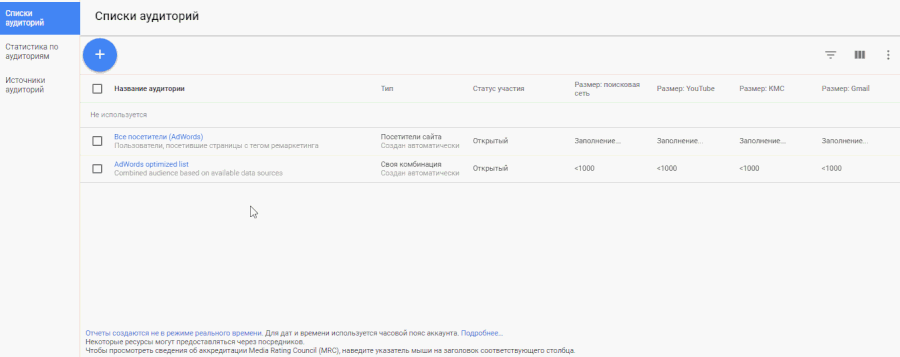 Списки аудиторий
Списки
аудиторий
Статистика по
аудиториям
Источники
аудиторий
Название аудитории Тип Статус участия Размер: поисковая сеть Размер: YouTube Размер: КМС Размер: Gmail
Не используется
Все посетители (AdWords) Посетители сайта Открытый Заполнение... Заполнение... Заполнение... Заполнение...
Пользователи, посетившие страницы с тегом ремаркетинга Создан автоматически
AdWords optimized list Своя комбинация Открытый <1000 <1000 <1000 <1000
Combined audience based on available data sources Создан автоматически
Отчеты создаются не в режиме реального времени. Для дат и времени используется часовой пояс аккаунта. Подробнее...
Некоторые ресурсы могут предоставляться через посредников.
Чтобы просмотреть сведения об аккредитации Media Rating Council (MRC), наведите указатель мыши на заголовок соответствующего столбца.